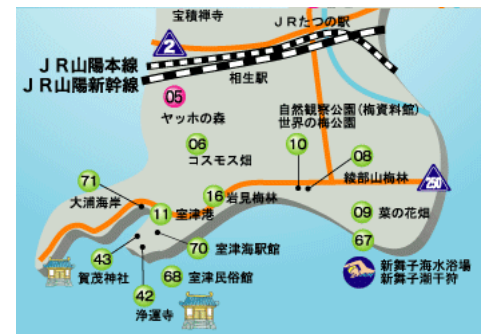 宝積禅寺
JRたつの駅
2
JR山陽本線
JR山陽新幹線
相生駅
05
ヤッホの森
自然観察公園(梅資料館)
世界の梅公園
06
コスモス畑
10
08
綾部山梅林
250
71
大浦海岸
16
岩見梅林
11
室津港
09
菜の花畑
67
43
賀茂神社
70
室津海駅館
新舞子海水浴場
新舞子潮干狩
68
室津民俗館
42
浄運寺